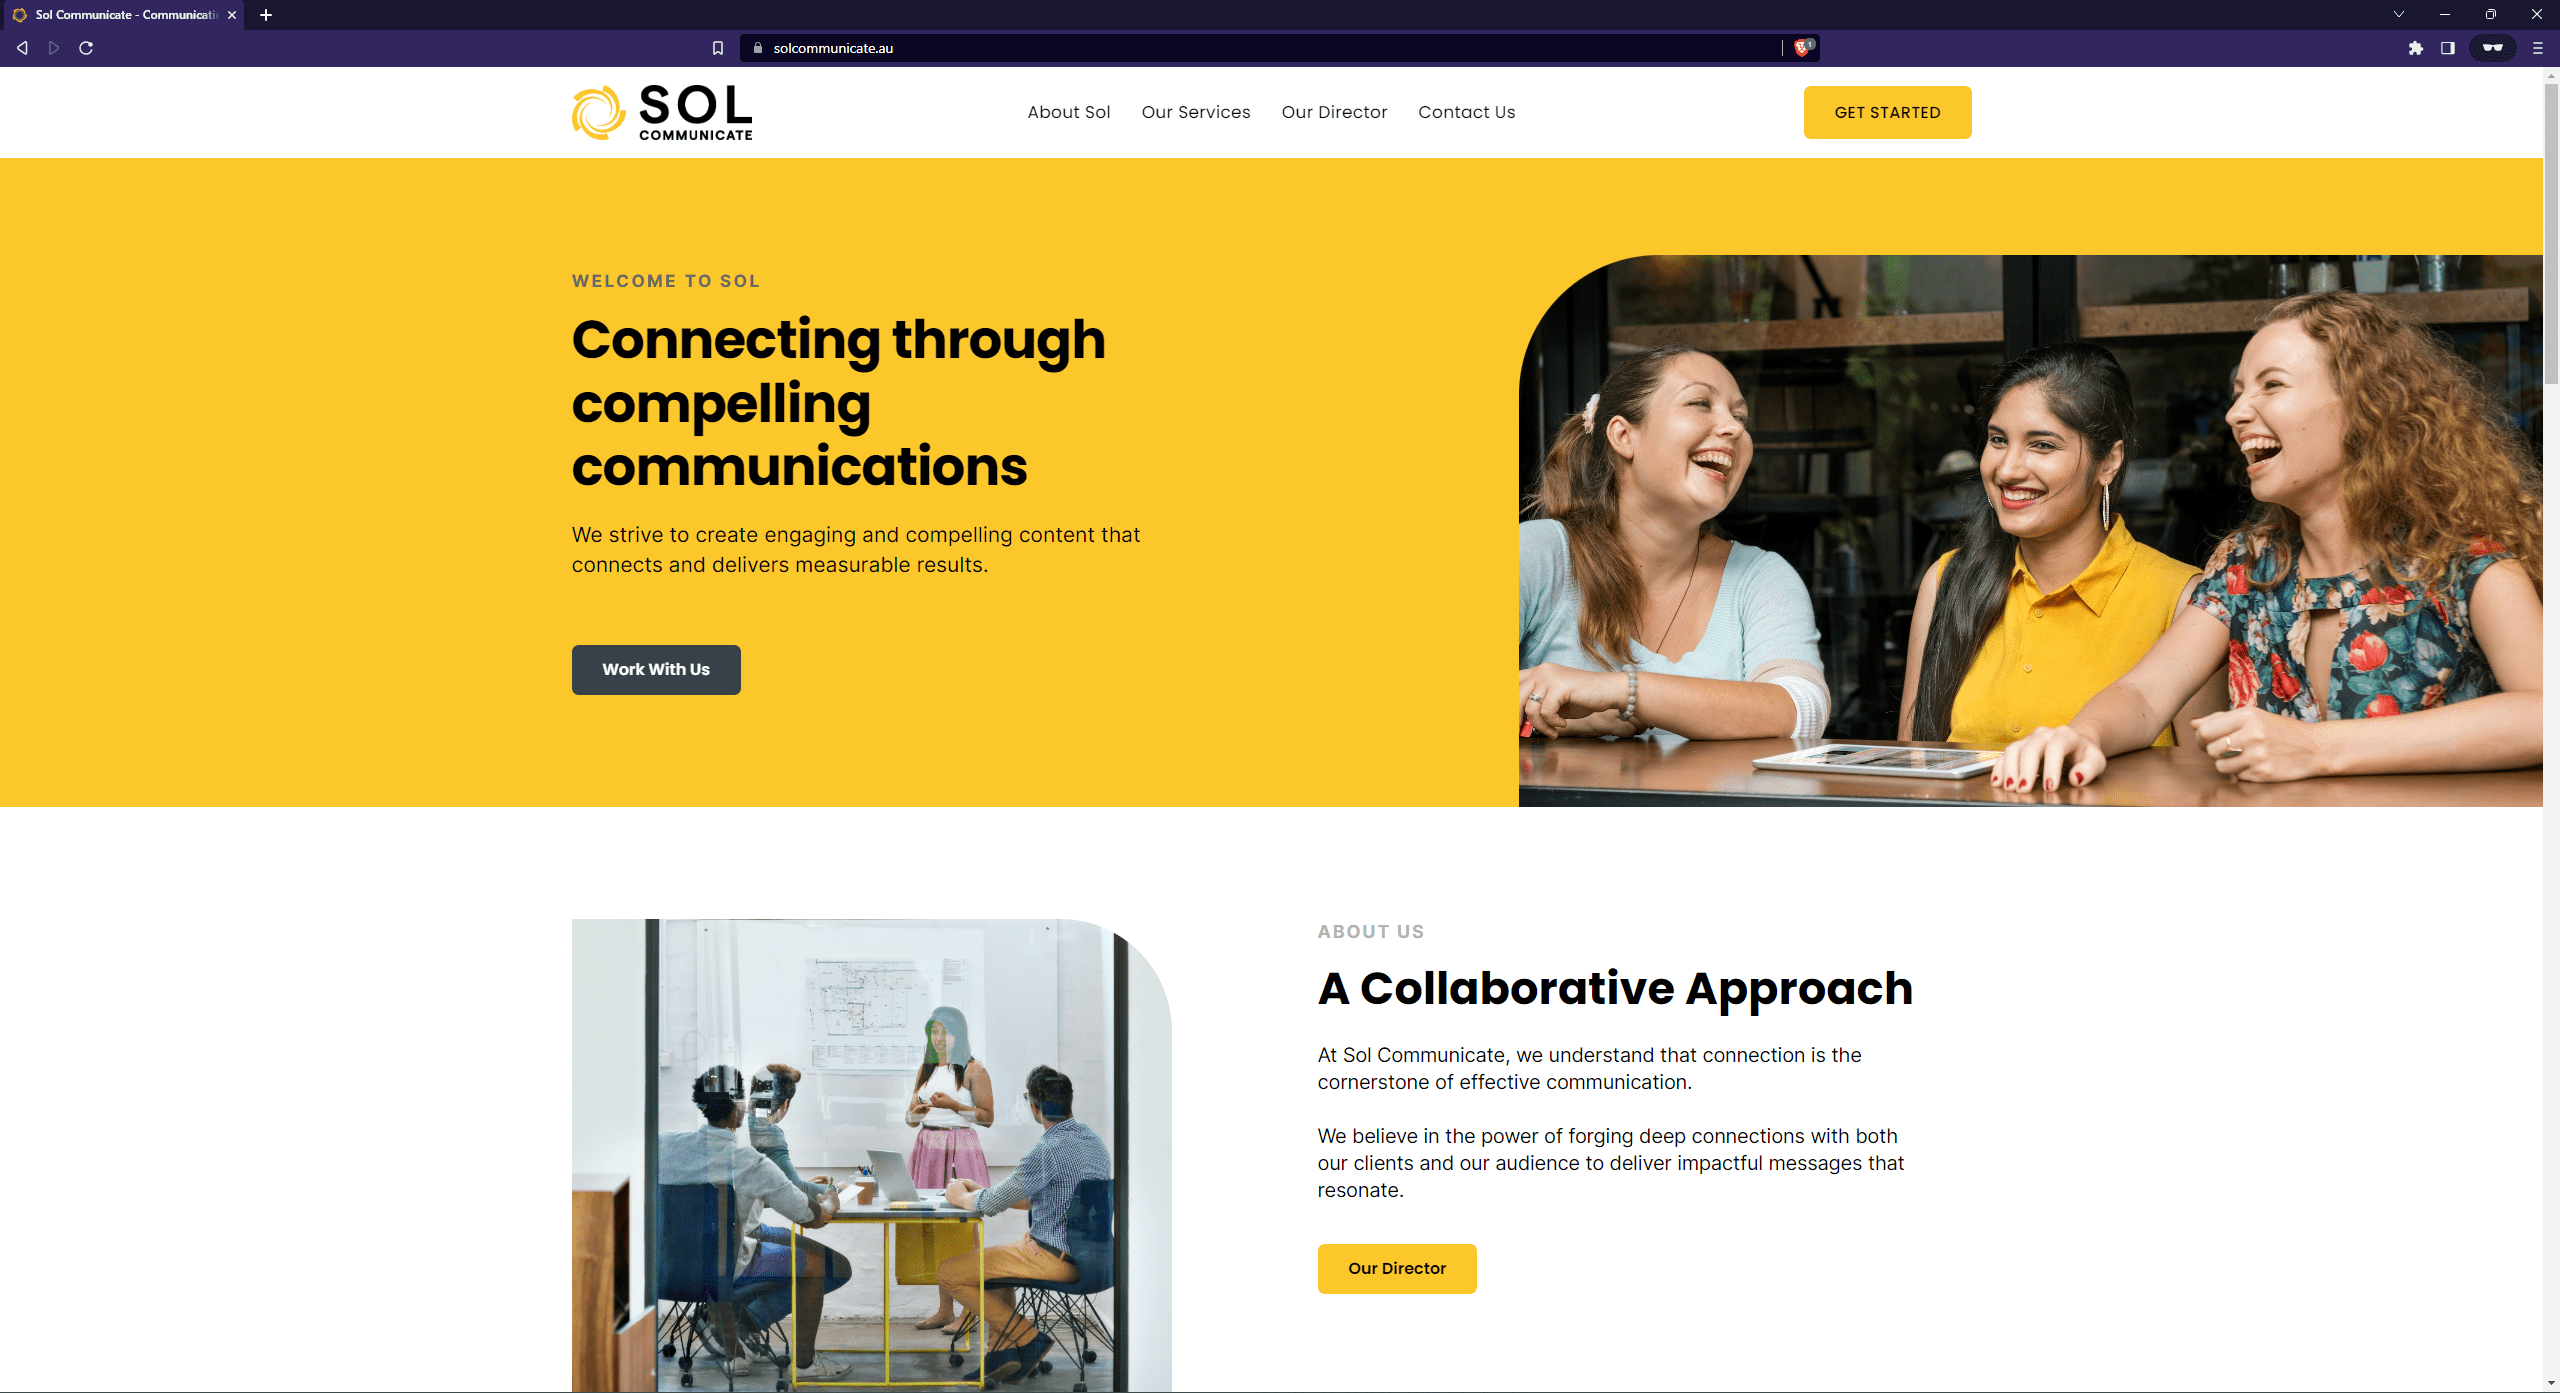 Sol Communicate - Communicati
solcommunicate.au
1
SOL
COMMUNICATE
About Sol
Our Services
Our Director
Contact Us
GET STARTED
WELCOME TO SOL
Connecting through
compelling
communications
We strive to create engaging and compelling content that
connects and delivers measurable results.
Work With Us
ABOUT US
A Collaborative Approach
At Sol Communicate, we understand that connection is the
cornerstone of effective communication.
We believe in the power of forging deep connections with both
our clients and our audience to deliver impactful messages that
resonate.
Our Director